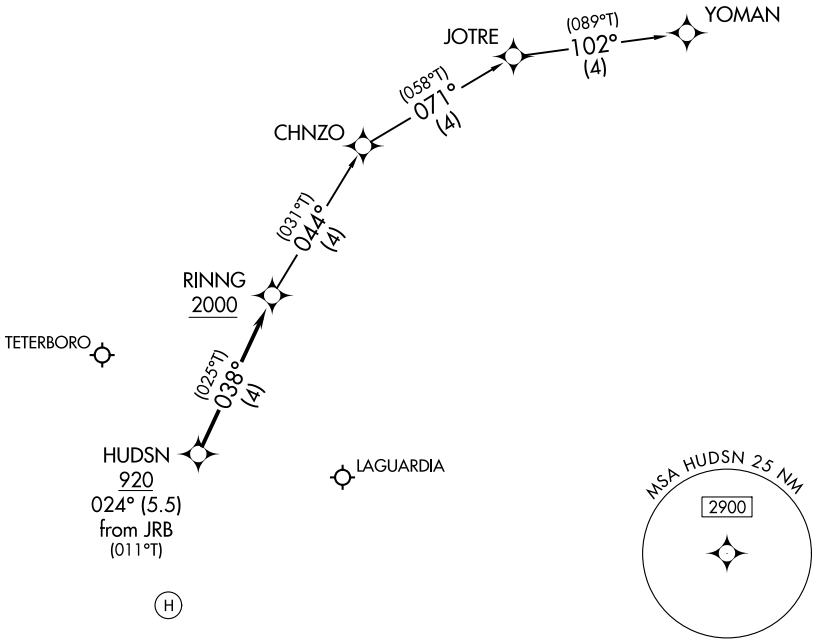 YOMAN
(089°T)
102°
(4)
JOTRE
(058°T)
071°
(4)
CHNZO
(031°T)
044°
(4)
RINNG
2000
TETERBORO
(025°T)
038°
(4)
HUDSN
920
024° (5.5)
from JRB
(011°T)
LAGUARDIA
MSA HUDSN 25 NM
2900
H